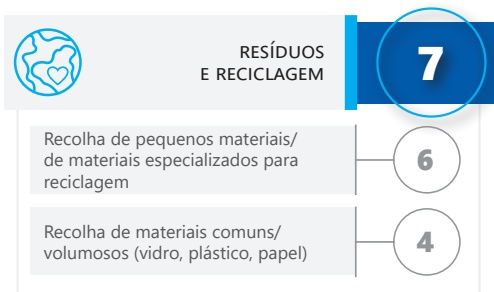 RESÍDUOS
E RECICLAGEM
7
Recolha de pequenos materiais/
de materiais especializados para
reciclagem
6
Recolha de materiais comuns/
volumosos (vidro, plástico, papel)
4